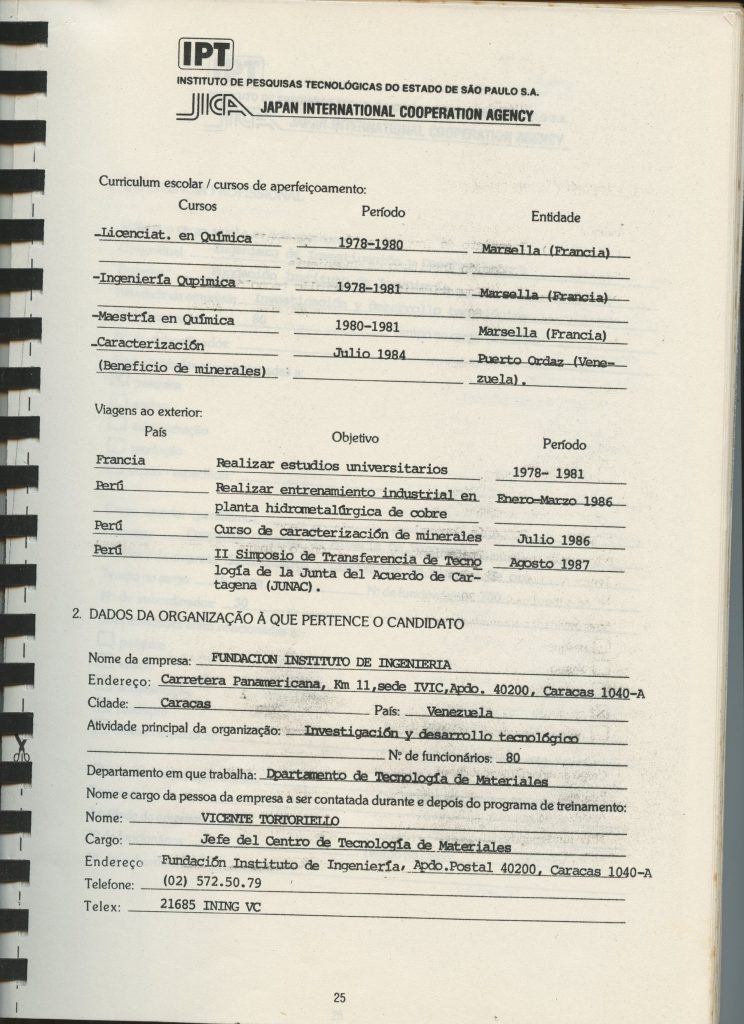 IPT
INSTITUTO DE PESQUISAS TECNOLÓGICAS DO ESTADO DE SÃO PAULO S.A.
JICA JAPAN INTERNATIONAL COOPERATION AGENCY
Curriculum escolar / cursos de aperfeiçoamento:
Cursos Período Entidade
-Licenciat. en Química 1978-1980 Marsella (Francia)
-Ingeniería Qupimica 1978-1981 Marsella (Francia)
-Maestría en Química 1980-1981 Marsella (Francia)
-Caracterización Julio 1984 Puerto Ordaz (Vene-
(Beneficio de minerales) zuela).
Viagens ao exterior:
País Objetivo Período
Francia Realizar estudios universitarios 1978- 1981
Perú Realizar entrenamiento industrial en Enero-Marzo 1986
planta hidrometalúrgica de cobre
Perú Curso de caracterización de minerales Julio 1986
Perú II Simposio de Transferencia de Tecno Agosto 1987
logía de la Junta del Acuerdo de Car-
tagena (JUNAC).
2. DADOS DA ORGANIZAÇÃO À QUE PERTENCE O CANDIDATO
Nome da empresa: FUNDACION INSTITUTO DE INGENIERIA
Endereço: Carretera Panamericana, Km 11,sede IVIC,Apdo. 40200, Caracas 1040-A
Cidade: Caracas País: Venezuela
Atividade principal da organização: Investigación y desarrollo tecnológico
N.º de funcionários: 80
Departamento em que trabalha: Dpartamento de Tecnología de Materiales
Nome e cargo da pessoa da empresa a ser contatada durante e depois do programa de treinamento:
Nome: VICENTE TORTORIELLO
Cargo: Jefe del Centro de Tecnología de Materiales
Endereço Fundación Instituto de Ingeniería, Apdo.Postal 40200, Caracas 1040-A
Telefone: (02) 572.50.79
Telex: 21685 INING VC
25